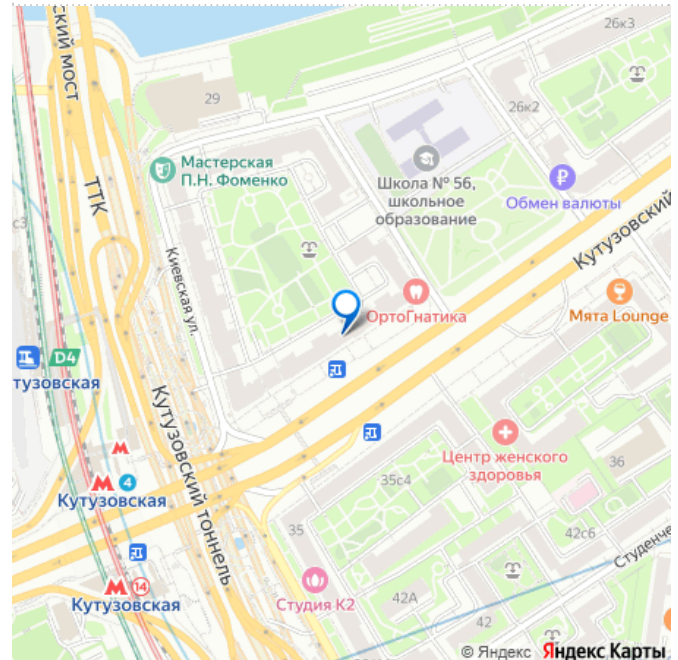 ский мост
26к3
29
26к2
Мастерская
П.Н. Фоменко
Школа № 56,
школьное
образование
Обмен валюты
ТТК
с3
Кутузовский
Киевская ул.
ОртоГнатика
Мята Lounge
D4
тузовская
Кутузовский тоннель
Центр женского
здоровья
36
35с4
4
Кутузовская
35
42с6
Студенче
14
Кутузовская
Студия К2
42А
42
© Яндекс Яндекс Карты